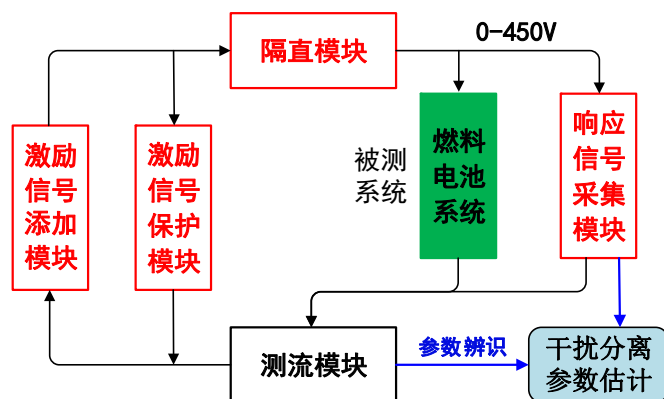 隔直模块
0-450V
激励
信号
添加
模块
激励
信号
保护
模块
被测
系统
燃料
电池
系统
响应
信号
采集
模块
测流模块
参数辨识
干扰分离
参数估计